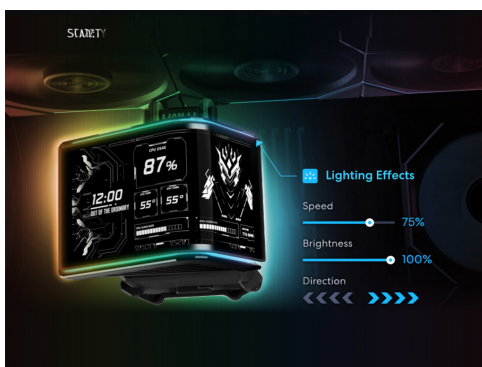 CPU USAGE
87%
12:00
OUT OF THE ORDINARY
55°
55°
Lighting Effects
Speed
75%
Brightness
100%
Direction